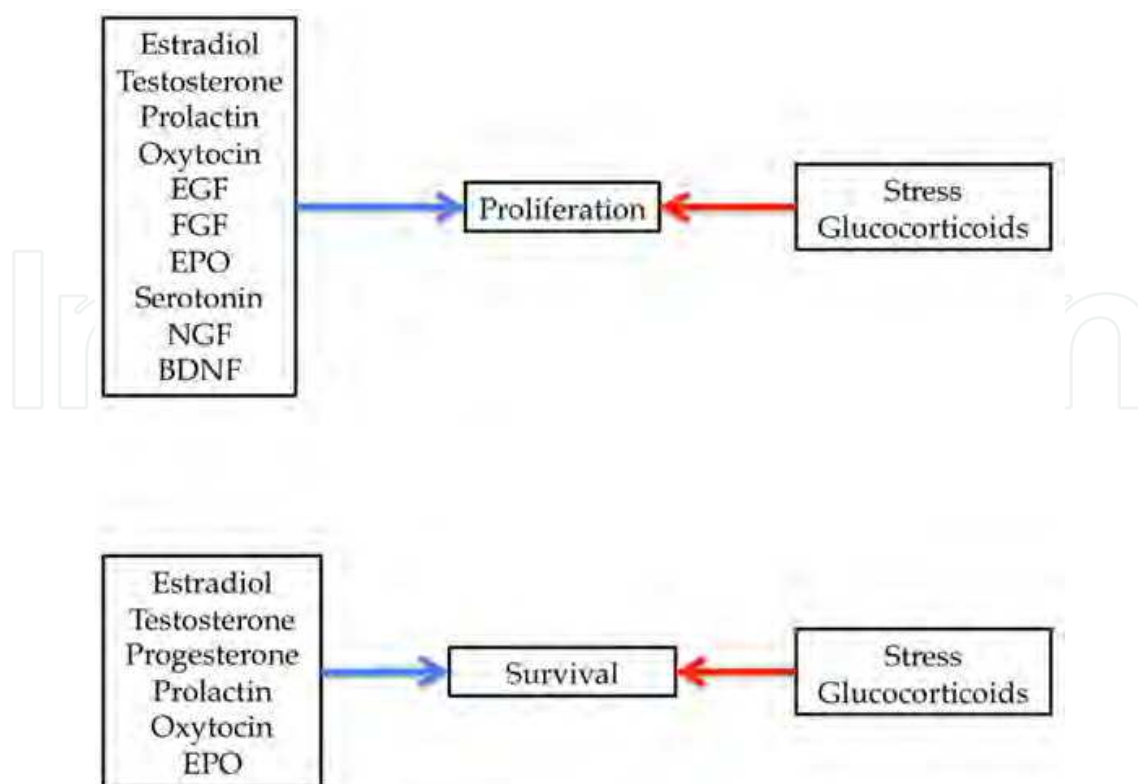 Estradiol
Testosterone
Prolactin
Oxytocin
EGF
FGF
EPO
Serotonin
NGF
BDNF
Proliferation
Stress
Glucocorticoids
Estradiol
Testosterone
Progesterone
Prolactin
Oxytocin
EPO
Survival
Stress
Glucocorticoids